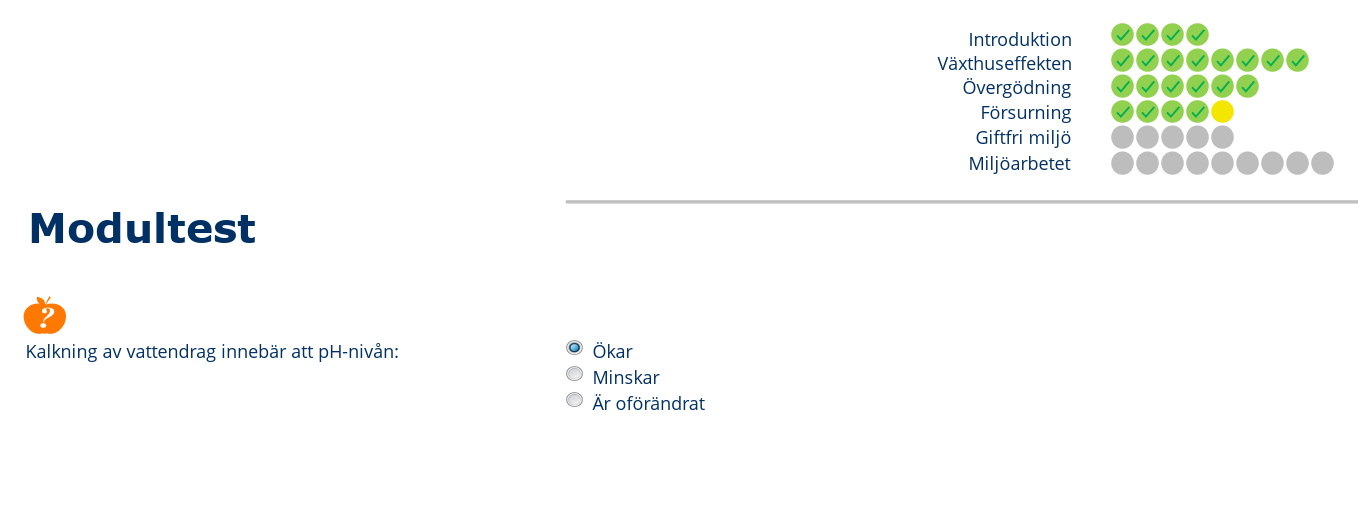 Introduktion
Växthuseffekten
Övergödning
Försurning
Giftfri miljö
Miljöarbetet
Modultest
?
Kalkning av vattendrag innebär att pH-nivån:
Ökar
Minskar
Är oförändrat